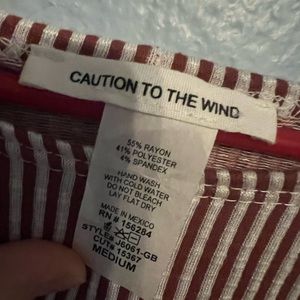 CAUTION TO THE WIND
55% RAYON
41% POLYESTER
4% SPANDEX
HAND WASH
WITH COLD WATER
DO NOT BLEACH
LAY FLAT DRY
MADE IN MEXICO
RN # 156284
STYLE# J6061-GB
CUT# 15367
MEDIUM